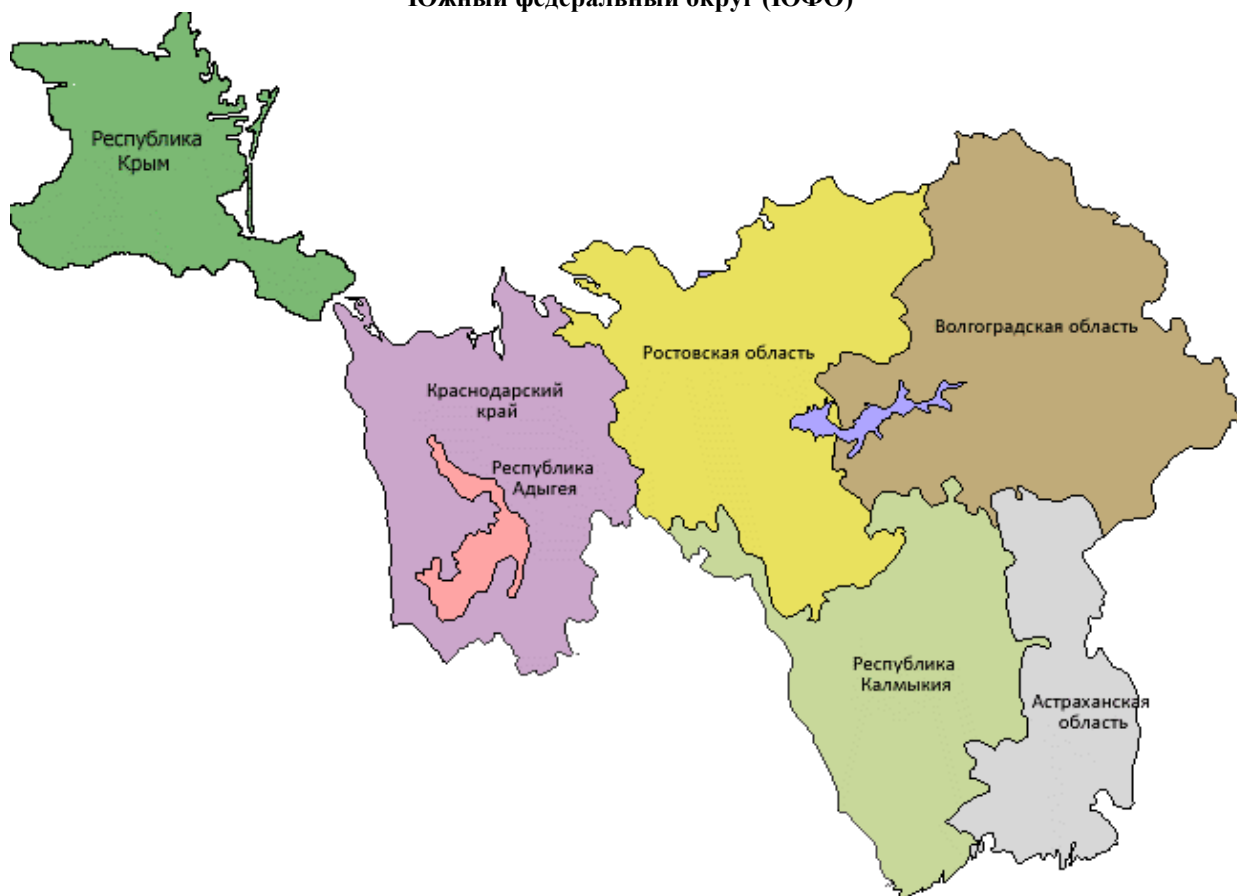 Южный федеральный округ (ЮФО)
Республика
Крым
Волгоградская область
Ростовская область
Краснодарский
край
Республика
Адыгея
Республика
Калмыкия
Астраханская
область